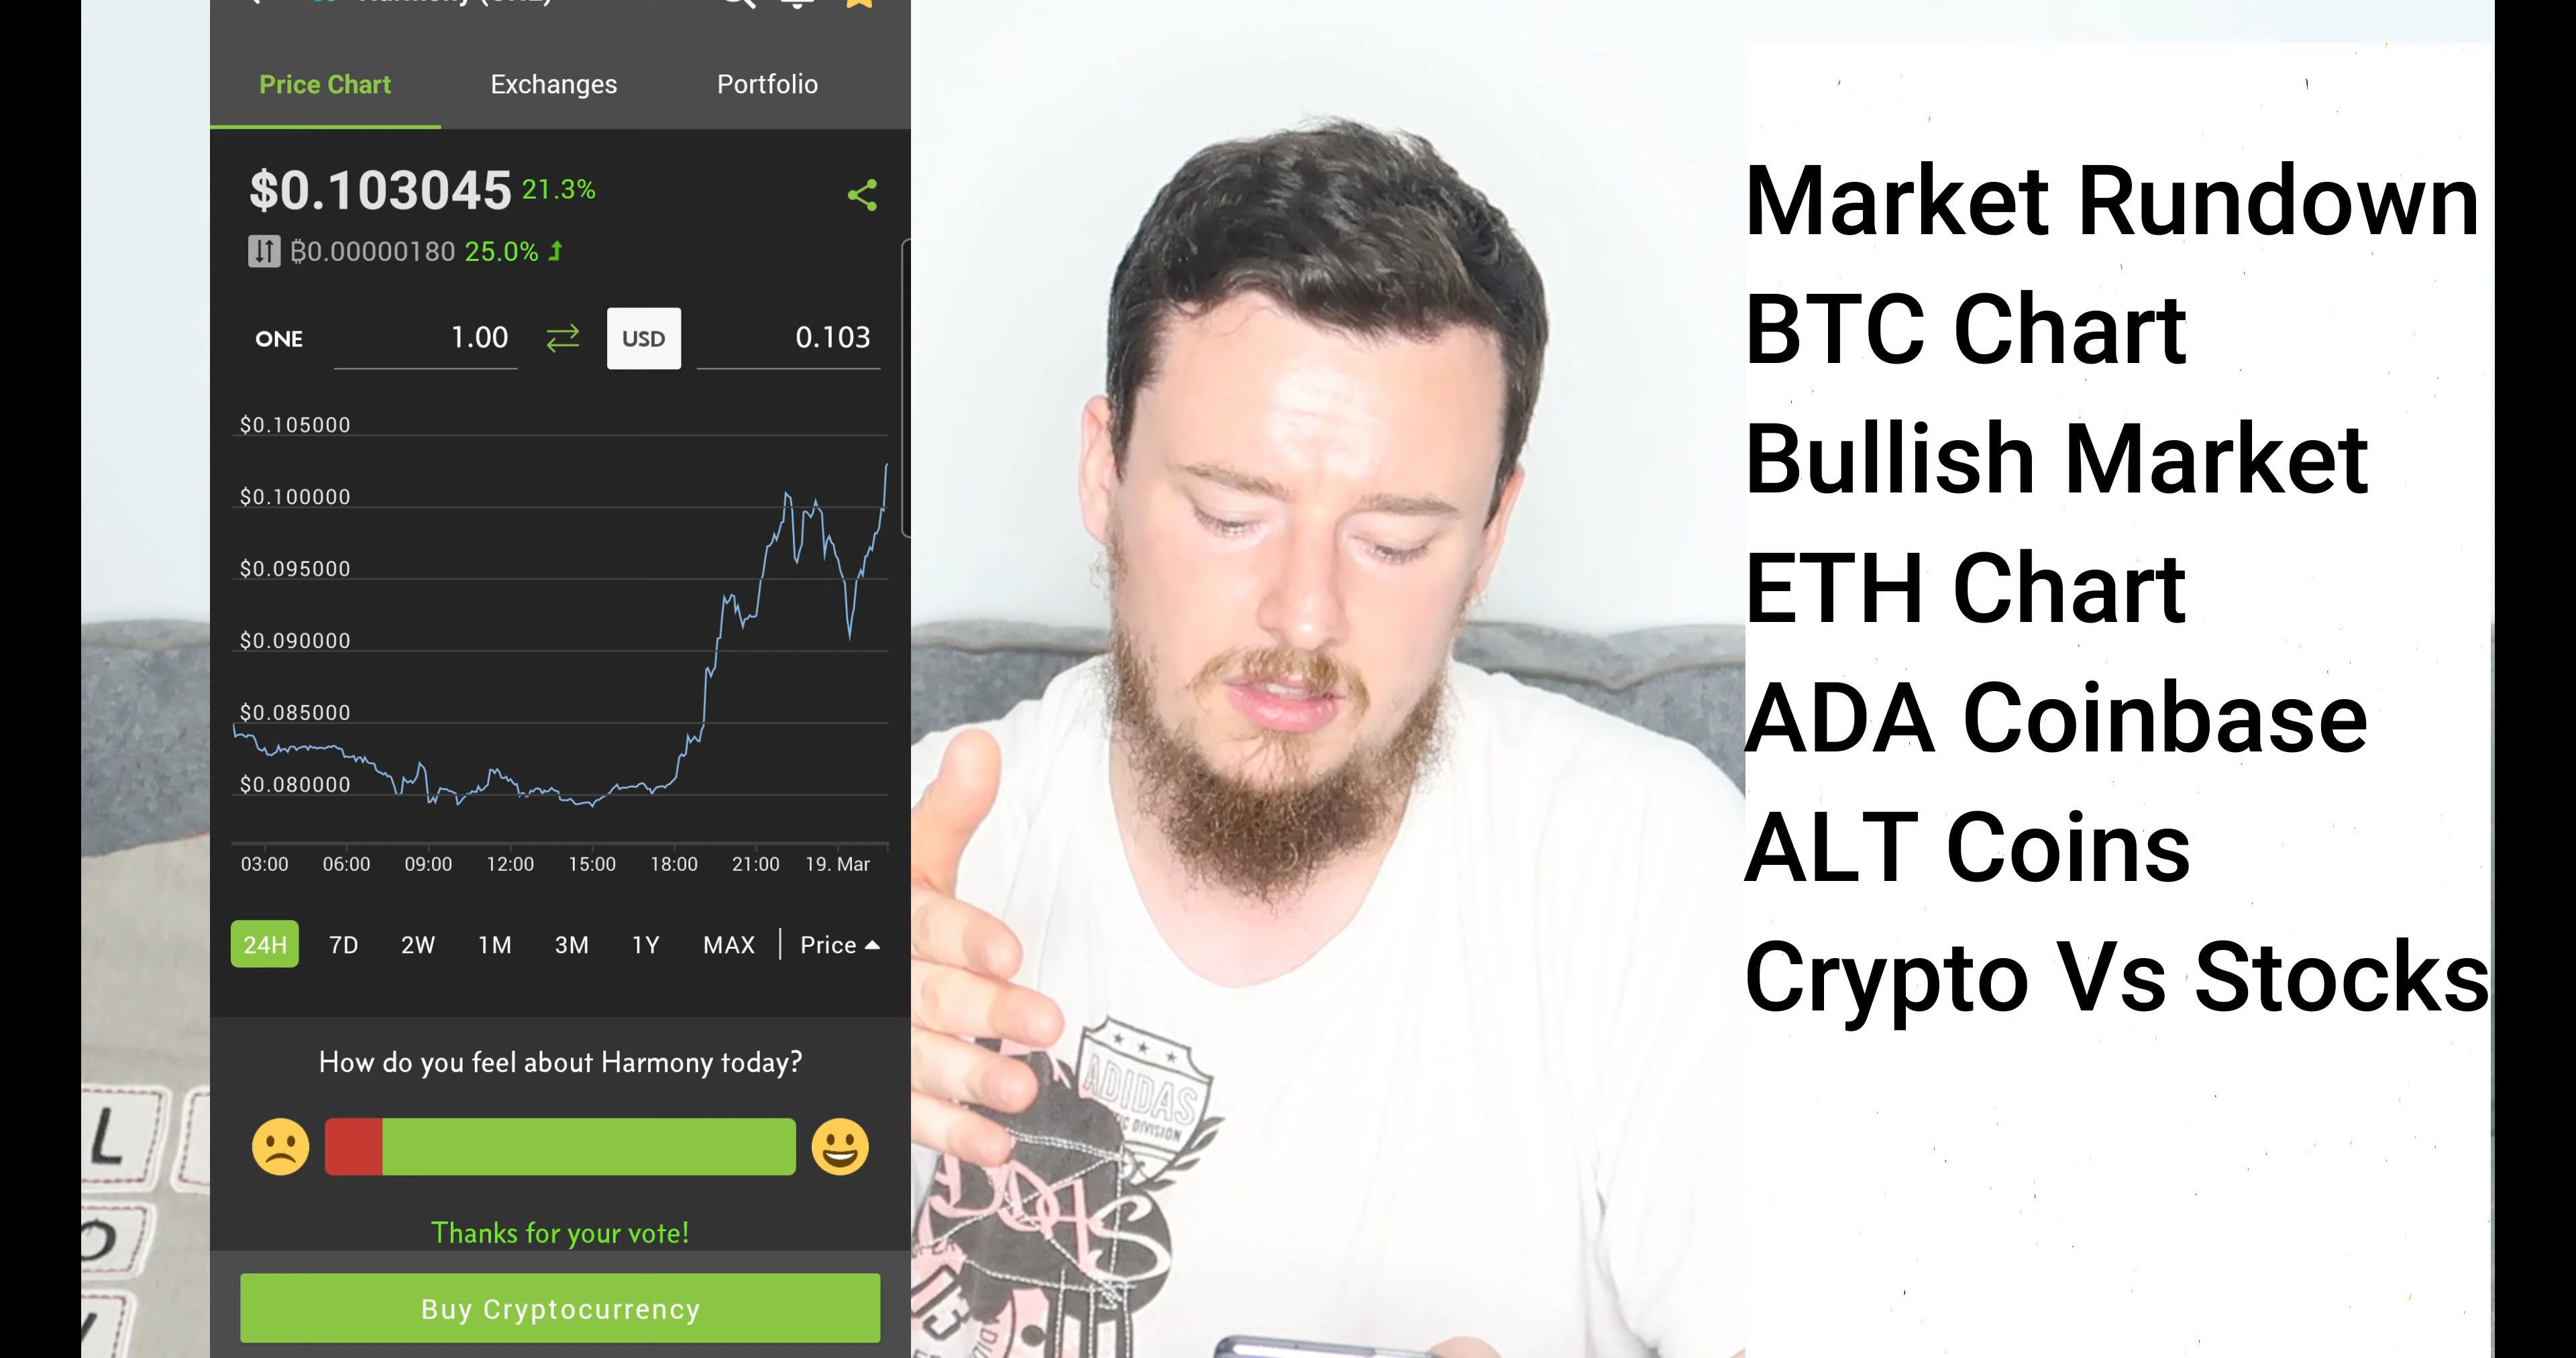 Harmony (ONE)
Price Chart Exchanges Portfolio
$0.103045 21.3%
₿0.00000180 25.0%
ONE 1.00 USD 0.103
$0.105000
$0.100000
$0.095000
$0.090000
$0.085000
$0.080000
03:00 06:00 09:00 12:00 15:00 18:00 21:00 19. Mar
24H 7D 2W 1M 3M 1Y MAX | Price
How do you feel about Harmony today?
Thanks for your vote!
Buy Cryptocurrency
L
O
ADIDAS
DIVISION
Market Rundown
BTC Chart
Bullish Market
ETH Chart
ADA Coinbase
ALT Coins
Crypto Vs Stocks